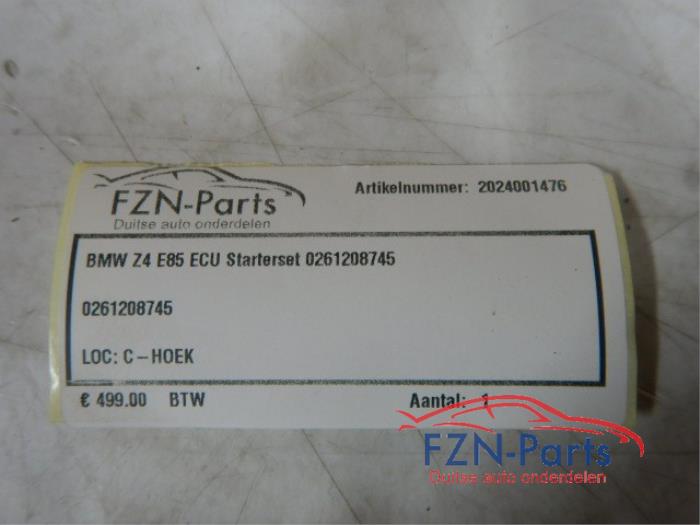 FZN-Parts
Duitse auto onderdelen
Artikelnummer: 2024001476
BMW Z4 E85 ECU Starterset 0261208745
0261208745
LOC: C-HOEK
€ 499.00 BTW
Aantal: 1
FZN-Parts
Duitse auto onderdelen